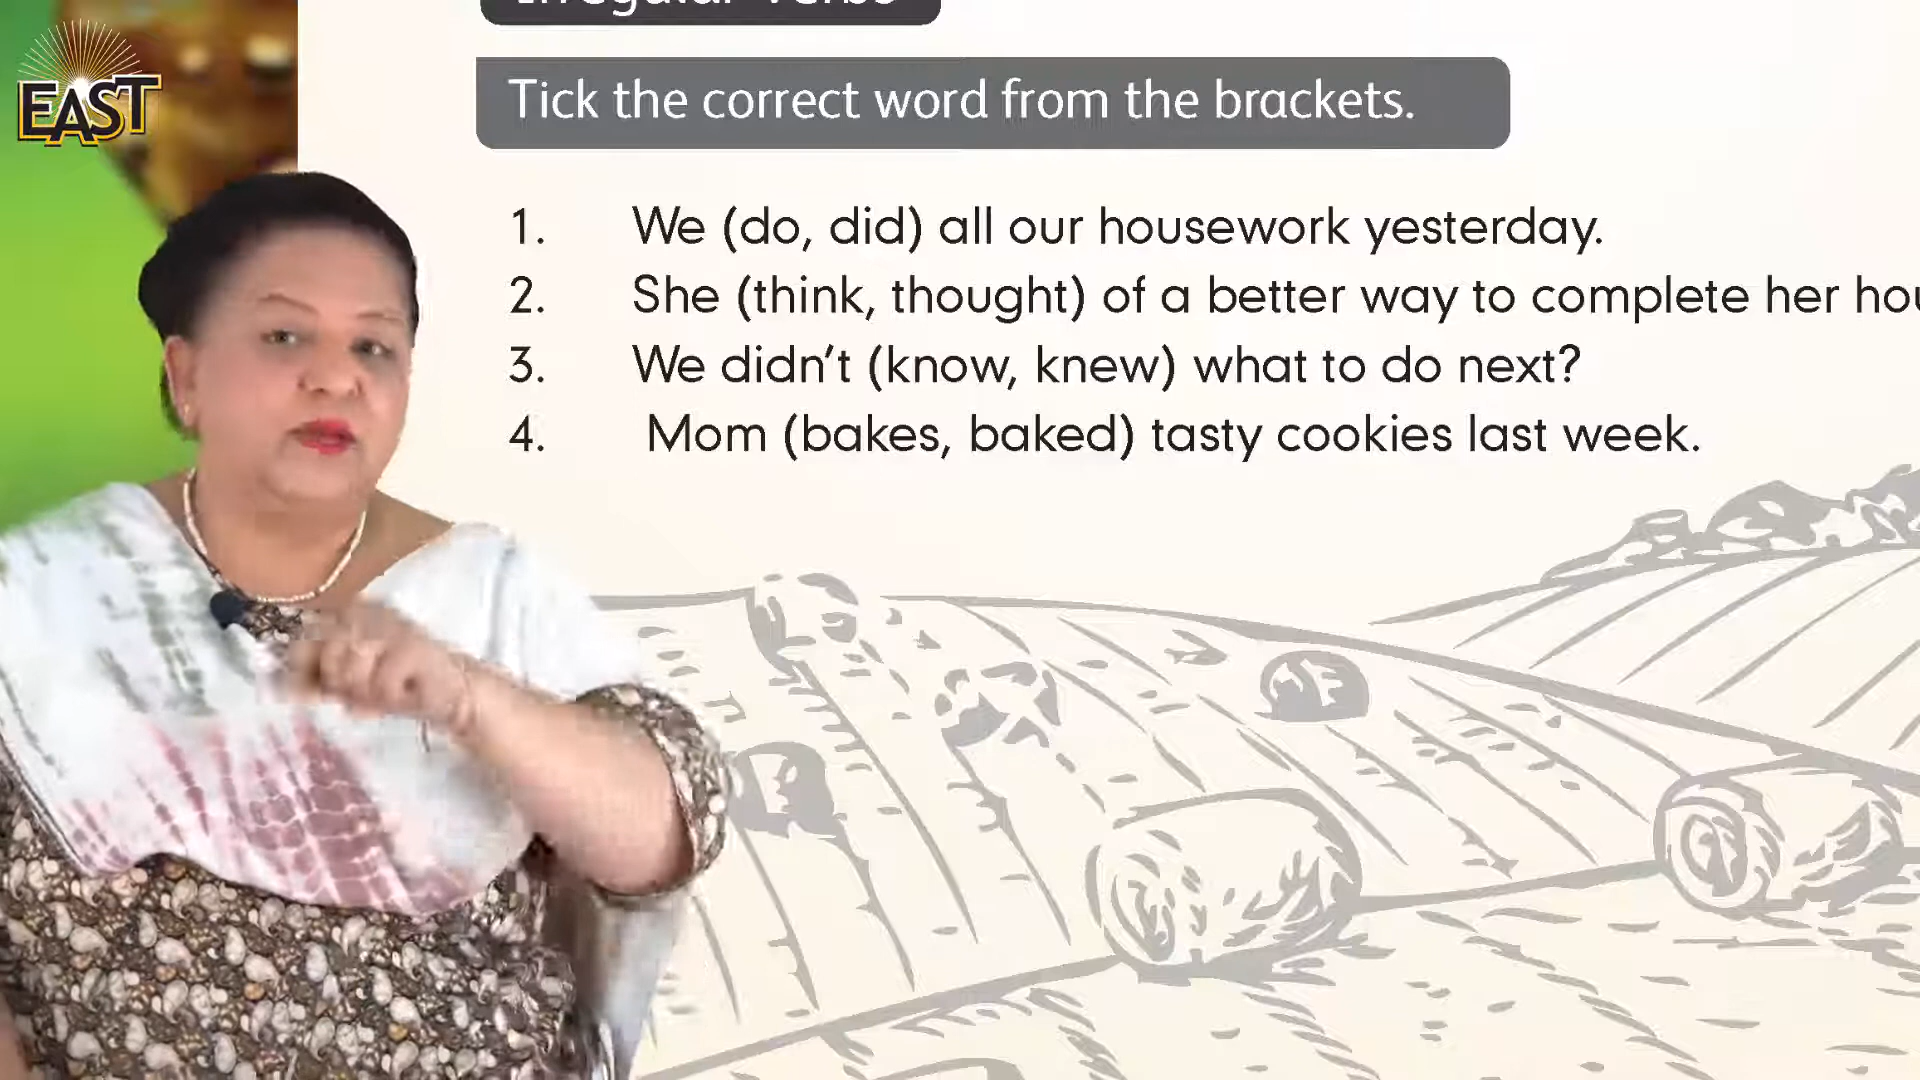 EAST
Irregular Verbs
Tick the correct word from the brackets.
1. We (do, did) all our housework yesterday.
2. She (think, thought) of a better way to complete her
3. We didn't (know, knew) what to do next?
4. Mom (bakes, baked) tasty cookies last week.